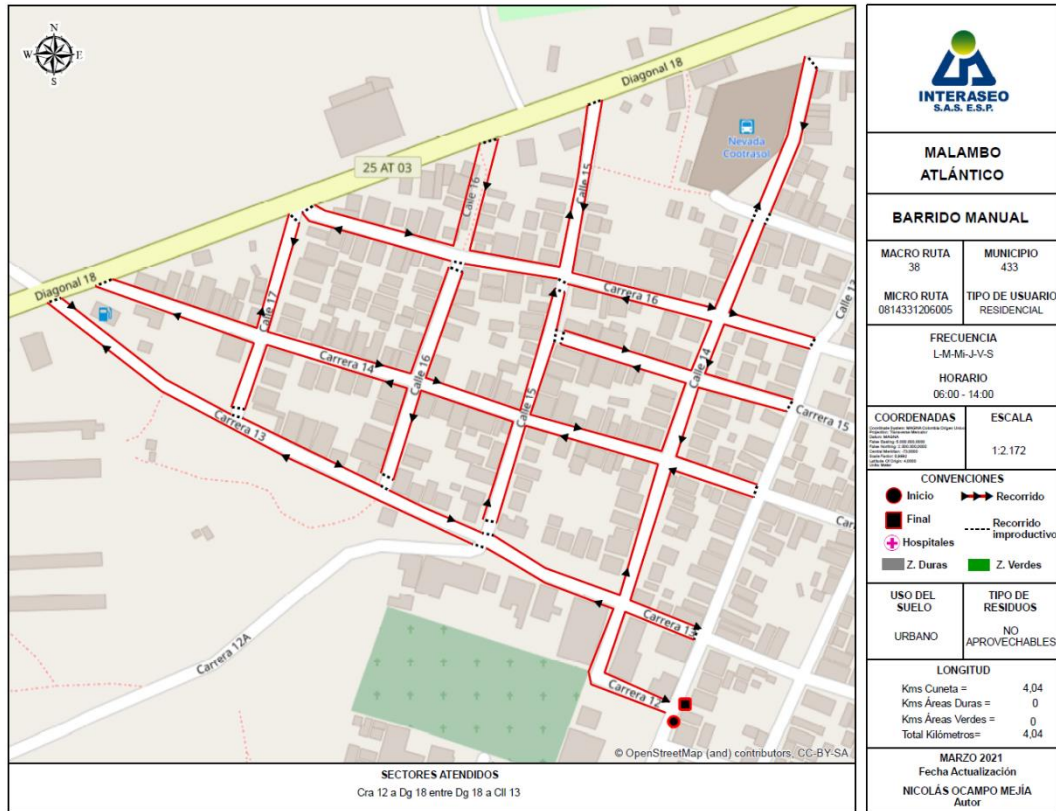 N
W
E
S
Diagonal 18
25 AT 03
Nevada
Cootrasol
Calle 16
Calle 15
Diagonal 18
Calle 17
Carrera 16
Calle 13
Carrera 14
Calle 16
Calle 14
Calle 15
Carrera 15
Carrera 13
Carr
Carrera 13
Carrera 12A
Carrera 12
© OpenStreetMap (and) contributors, CC-BY-SA
SECTORES ATENDIDOS
Cra 12 a Dg 18 entre Dg 18 a Cll 13
INTERASEO
S.A.S. E.S.P.
MALAMBO
ATLÁNTICO
BARRIDO MANUAL
MACRO RUTA
38
MUNICIPIO
433
MICRO RUTA
0814331206005
TIPO DE USUARIO
RESIDENCIAL
FRECUENCIA
L-M-Mi-J-V-S
HORARIO
06:00 - 14:00
COORDENADAS
ESCALA
1:2.172
CONVENCIONES
Inicio
Recorrido
Final
Recorrido
improductivo
Hospitales
Z. Duras
Z. Verdes
USO DEL
SUELO
URBANO
TIPO DE
RESIDUOS
NO
APROVECHABLES
LONGITUD
Kms Cuneta = 4,04
Kms Áreas Duras = 0
Kms Áreas Verdes = 0
Total Kilómetros= 4,04
MARZO 2021
Fecha Actualización
NICOLÁS OCAMPO MEJÍA
Autor